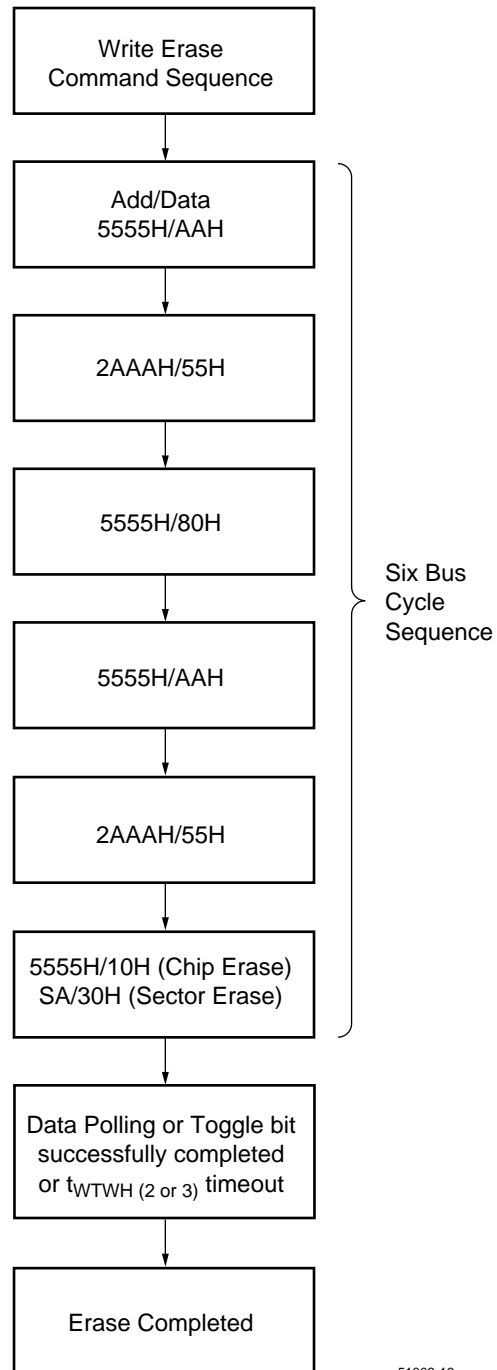 Write Erase
Command Sequence
Add/Data
5555H/AAH
2AAAH/55H
5555H/80H
5555H/AAH
2AAAH/55H
5555H/10H (Chip Erase)
SA/30H (Sector Erase)
Six Bus
Cycle
Sequence
Data Polling or Toggle bit
successfully completed
or tWTWH (2 or 3) timeout
Erase Completed